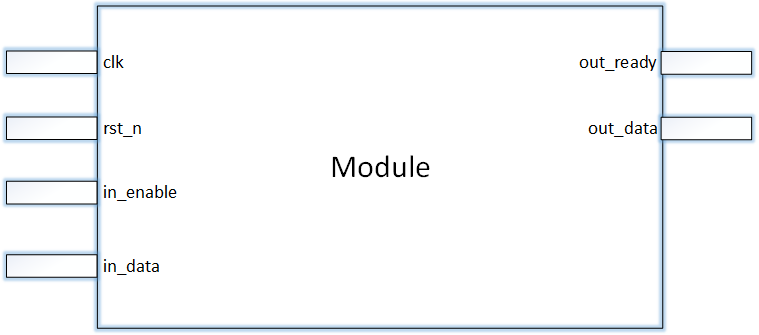 clk
out_ready
rst_n
out_data
Module
in_enable
in_data